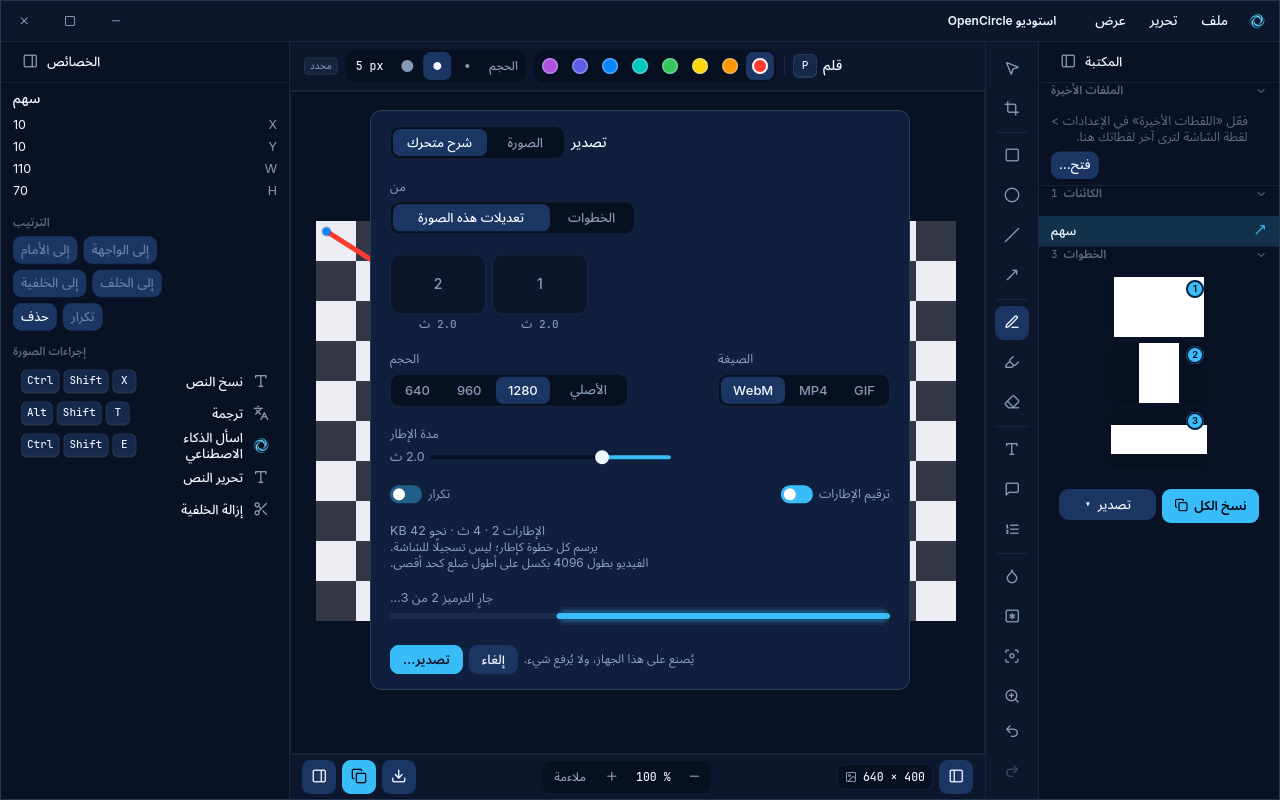 ملف
تحرير
عرض
استوديو OpenCircle
المكتبة
الملفات الأخيرة
فعّل «اللقطات الأخيرة» في الإعدادات >
لقطة الشاشة لترى آخر لقطاتك هنا.
فتح...
الكائنات 1
سهم
الخطوات 3
1
2
3
نسخ الكل
تصدير
قلم
P
الحجم
5 px
محدد
تصدير
الصورة
شرح متحرك
من
الخطوات
تعديلات هذه الصورة
1
2
2.0 ث
2.0 ث
الصيغة
GIF
MP4
WebM
الحجم
الأصلي
1280
960
640
مدة الإطار
2.0 ث
ترقيم الإطارات
تكرار
الإطارات 2 · 4 ث · نحو 42 KB
يرسم كل خطوة كإطار؛ ليس تسجيلًا للشاشة.
الفيديو بطول 4096 بكسل على أطول ضلع كحد أقصى.
جارٍ الترميز 2 من 3...
يُصنع على هذا الجهاز، ولا يُرفع شيء.
إلغاء
تصدير...
640 × 400
100 %
ملاءمة
الخصائص
سهم
X 10
Y 10
W 110
H 70
الترتيب
إلى الواجهة
إلى الأمام
إلى الخلف
إلى الخلفية
تكرار
حذف
إجراءات الصورة
نسخ النص Ctrl Shift X
ترجمة Alt Shift T
اسأل الذكاء
الاصطناعي Ctrl Shift E
تحرير النص
إزالة الخلفية